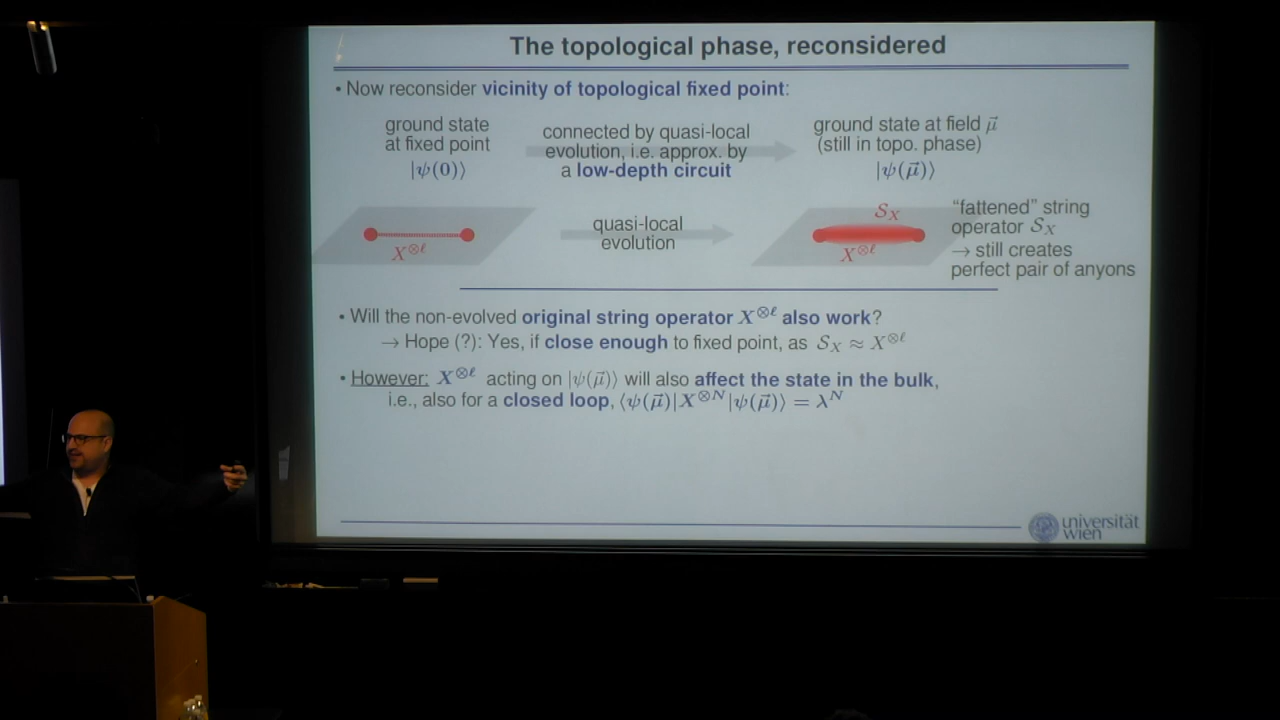 The topological phase, reconsidered
• Now reconsider vicinity of topological fixed point:
ground state
at fixed point
|ψ(0)⟩
connected by quasi-local
evolution, i.e. approx. by
a low-depth circuit
ground state at field μ⃗
(still in topo. phase)
|ψ(μ⃗)⟩
X^{⊗ℓ}
quasi-local
evolution
S_X
X^{⊗ℓ}
“fattened” string
operator S_X
→ still creates
perfect pair of anyons
• Will the non-evolved original string operator X^{⊗ℓ} also work?
→ Hope (?): Yes, if close enough to fixed point, as S_X ≈ X^{⊗ℓ}
• However: X^{⊗ℓ} acting on |ψ(μ⃗)⟩ will also affect the state in the bulk,
i.e., also for a closed loop, ⟨ψ(μ⃗)|X^{⊗N}|ψ(μ⃗)⟩ = λ^N
universität
wien